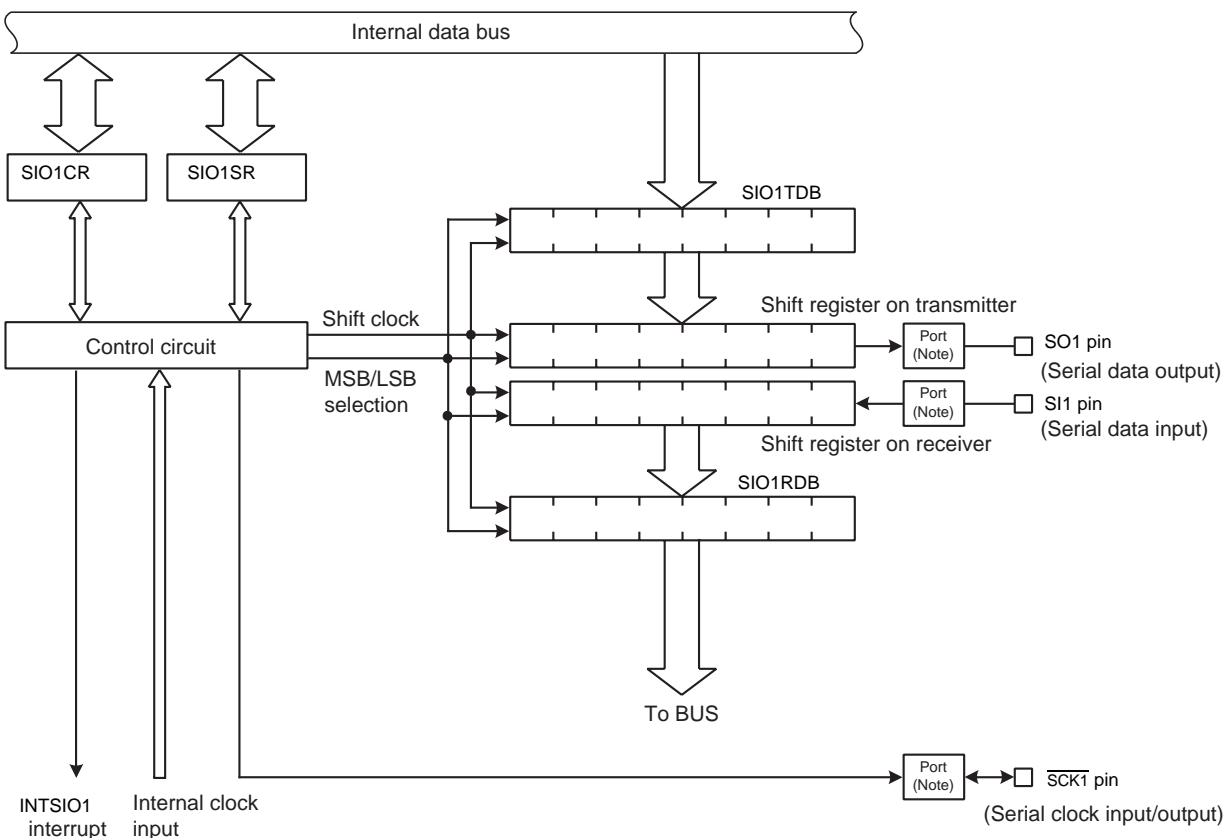 Internal data bus
SIO1CR
SIO1SR
SIO1TDB
Shift register on transmitter
Shift clock
Control circuit
MSB/LSB
selection
Port
(Note)
SO1 pin
(Serial data output)
Port
(Note)
SI1 pin
(Serial data input)
Shift register on receiver
SIO1RDB
To BUS
Port
(Note)
SCK1 pin
(Serial clock input/output)
INTSIO1
interrupt
Internal clock
input